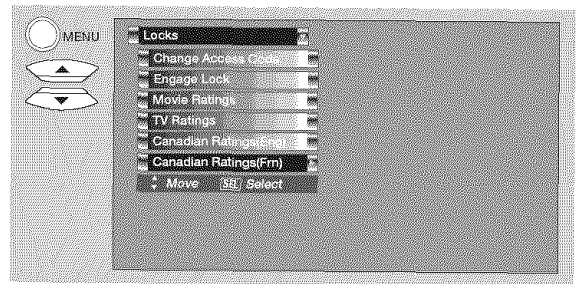 MENU
Locks
Change Access Code
Engage Lock
Movie Ratings
TV Ratings
Canadian Ratings(Eng)
Canadian Ratings(Frn)
Move SEL Select